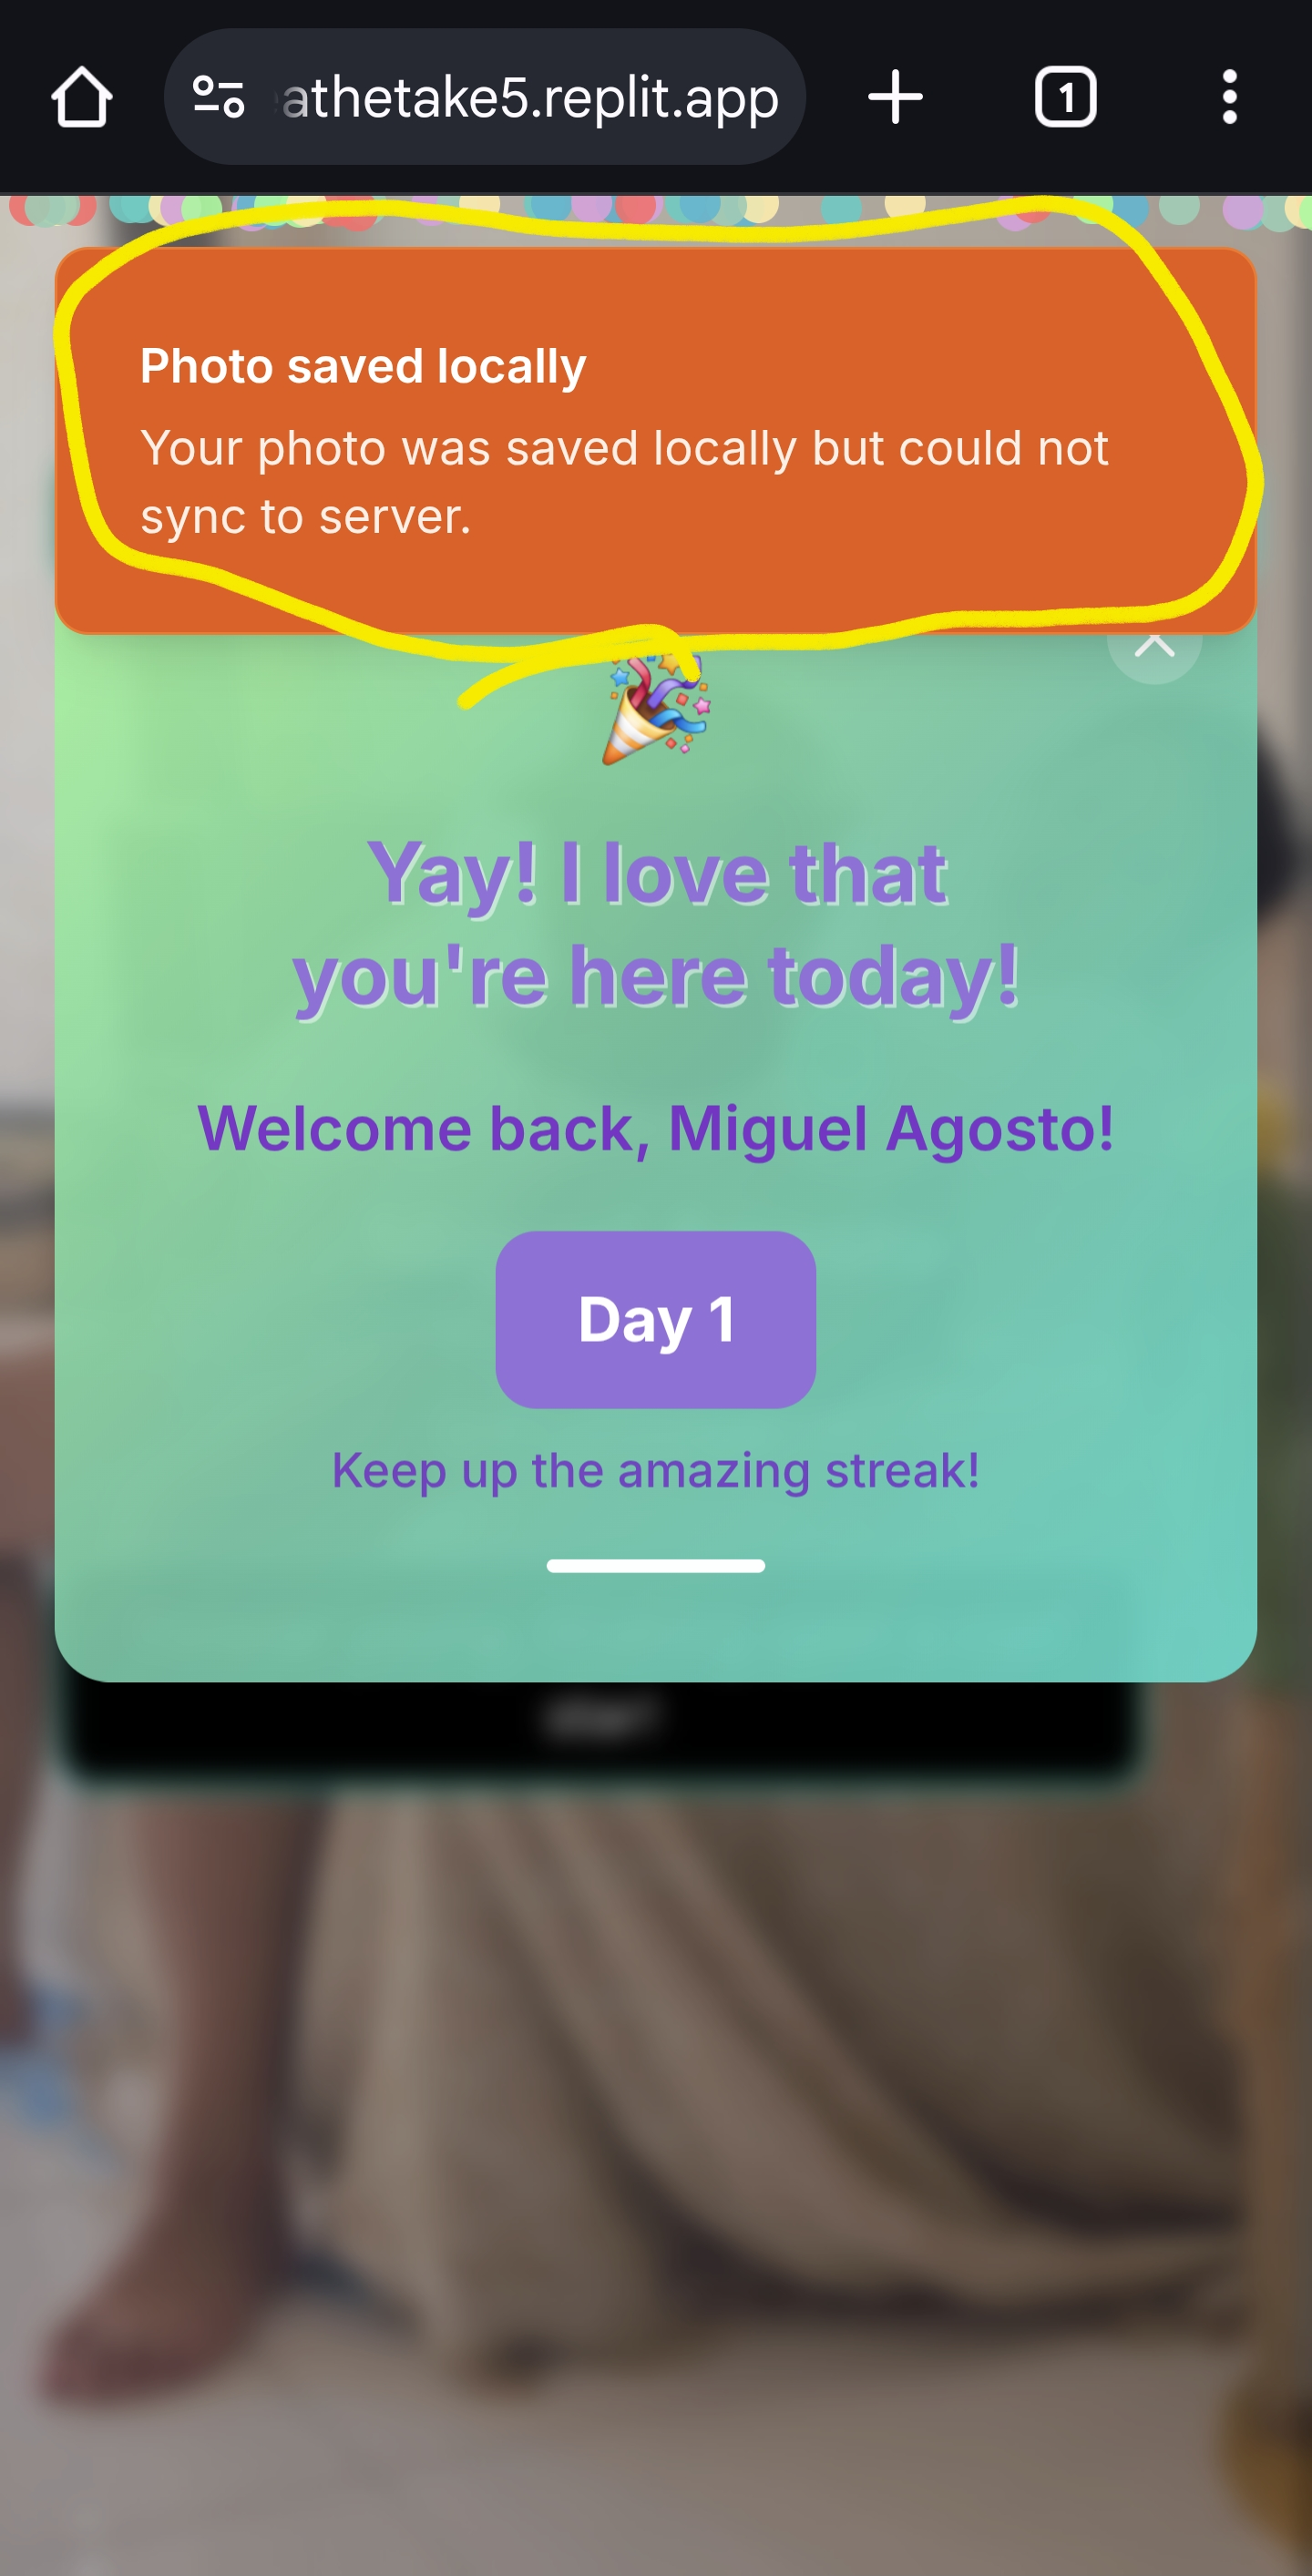 athetake5.replit.app
1
Photo saved locally
Your photo was saved locally but could not
sync to server.
Yay! I love that
you're here today!
Welcome back, Miguel Agosto!
Day 1
Keep up the amazing streak!